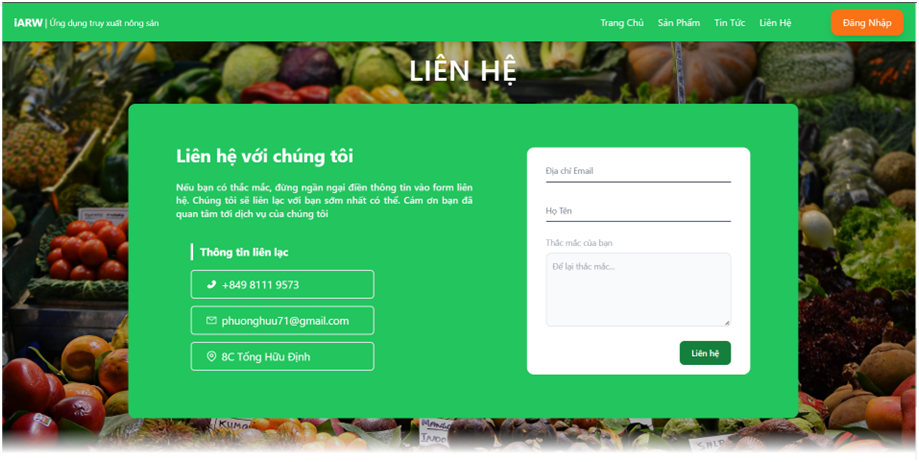 iARW | Ứng dụng truy xuất nông sản
Trang Chủ Sản Phẩm Tin Tức Liên Hệ Đăng Nhập
LIÊN HỆ
Liên hệ với chúng tôi
Nếu bạn có thắc mắc, đừng ngần ngại điền thông tin vào form liên
hệ. Chúng tôi sẽ liên lạc với bạn sớm nhất có thể. Cảm ơn bạn đã
quan tâm tới dịch vụ của chúng tôi
Thông tin liên lạc
+849 8111 9573
phuonghuu71@gmail.com
8C Tống Hữu Định
Địa chỉ Email
Họ Tên
Thắc mắc của bạn
Để lại thắc mắc...
Liên hệ